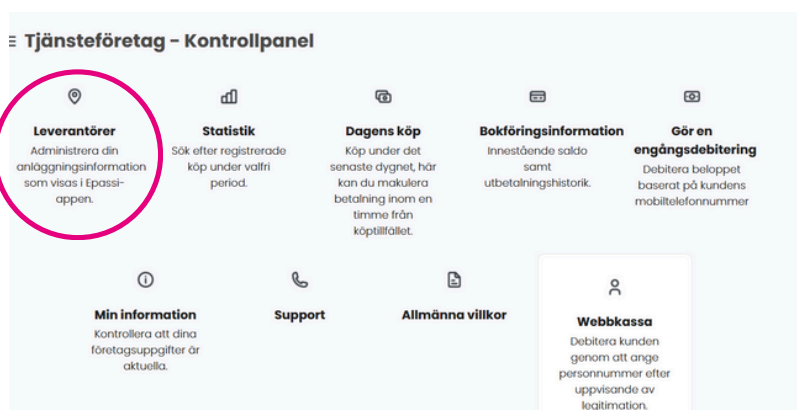 Tjänsteföretag - Kontrollpanel
Leverantörer
Administrera din
anläggningsinformation
som visas i Epassi-
appen.
Statistik
Sök efter registrerade
köp under valfri
period.
Dagens köp
Köp under det
senaste dygnet, här
kan du makulera
betalning inom en
timme från
köptillfället.
Bokföringsinformation
Innestående saldo
samt
utbetalningshistorik.
Gör en
engångsdebitering
Debitera beloppet
baserat på kundens
mobiltelefonnummer
Min information
Kontrollera att dina
företagsuppgifter är
aktuella.
Support
Allmänna villkor
Webbkassa
Debitera kunden
genom att ange
personnummer efter
uppvisande av
legitimation.